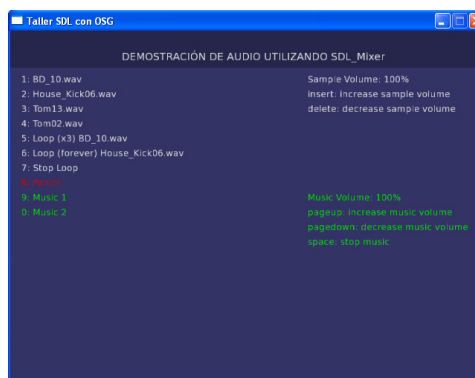 Taller SDL con OSG
DEMOSTRACIÓN DE AUDIO UTILIZANDO SDL_Mixer
1: BD_10.wav
2: House_Kick06.wav
3: Tom13.wav
4: Tom02.wav
5: Loop (x3) BD_10.wav
6: Loop (forever) House_Kick06.wav
7: Stop Loop
9: Music 1
0: Music 2
Sample Volume: 100%
insert: increase sample volume
delete: decrease sample volume
Music Volume: 100%
pageup: increase music volume
pagedown: decrease music volume
space: stop music